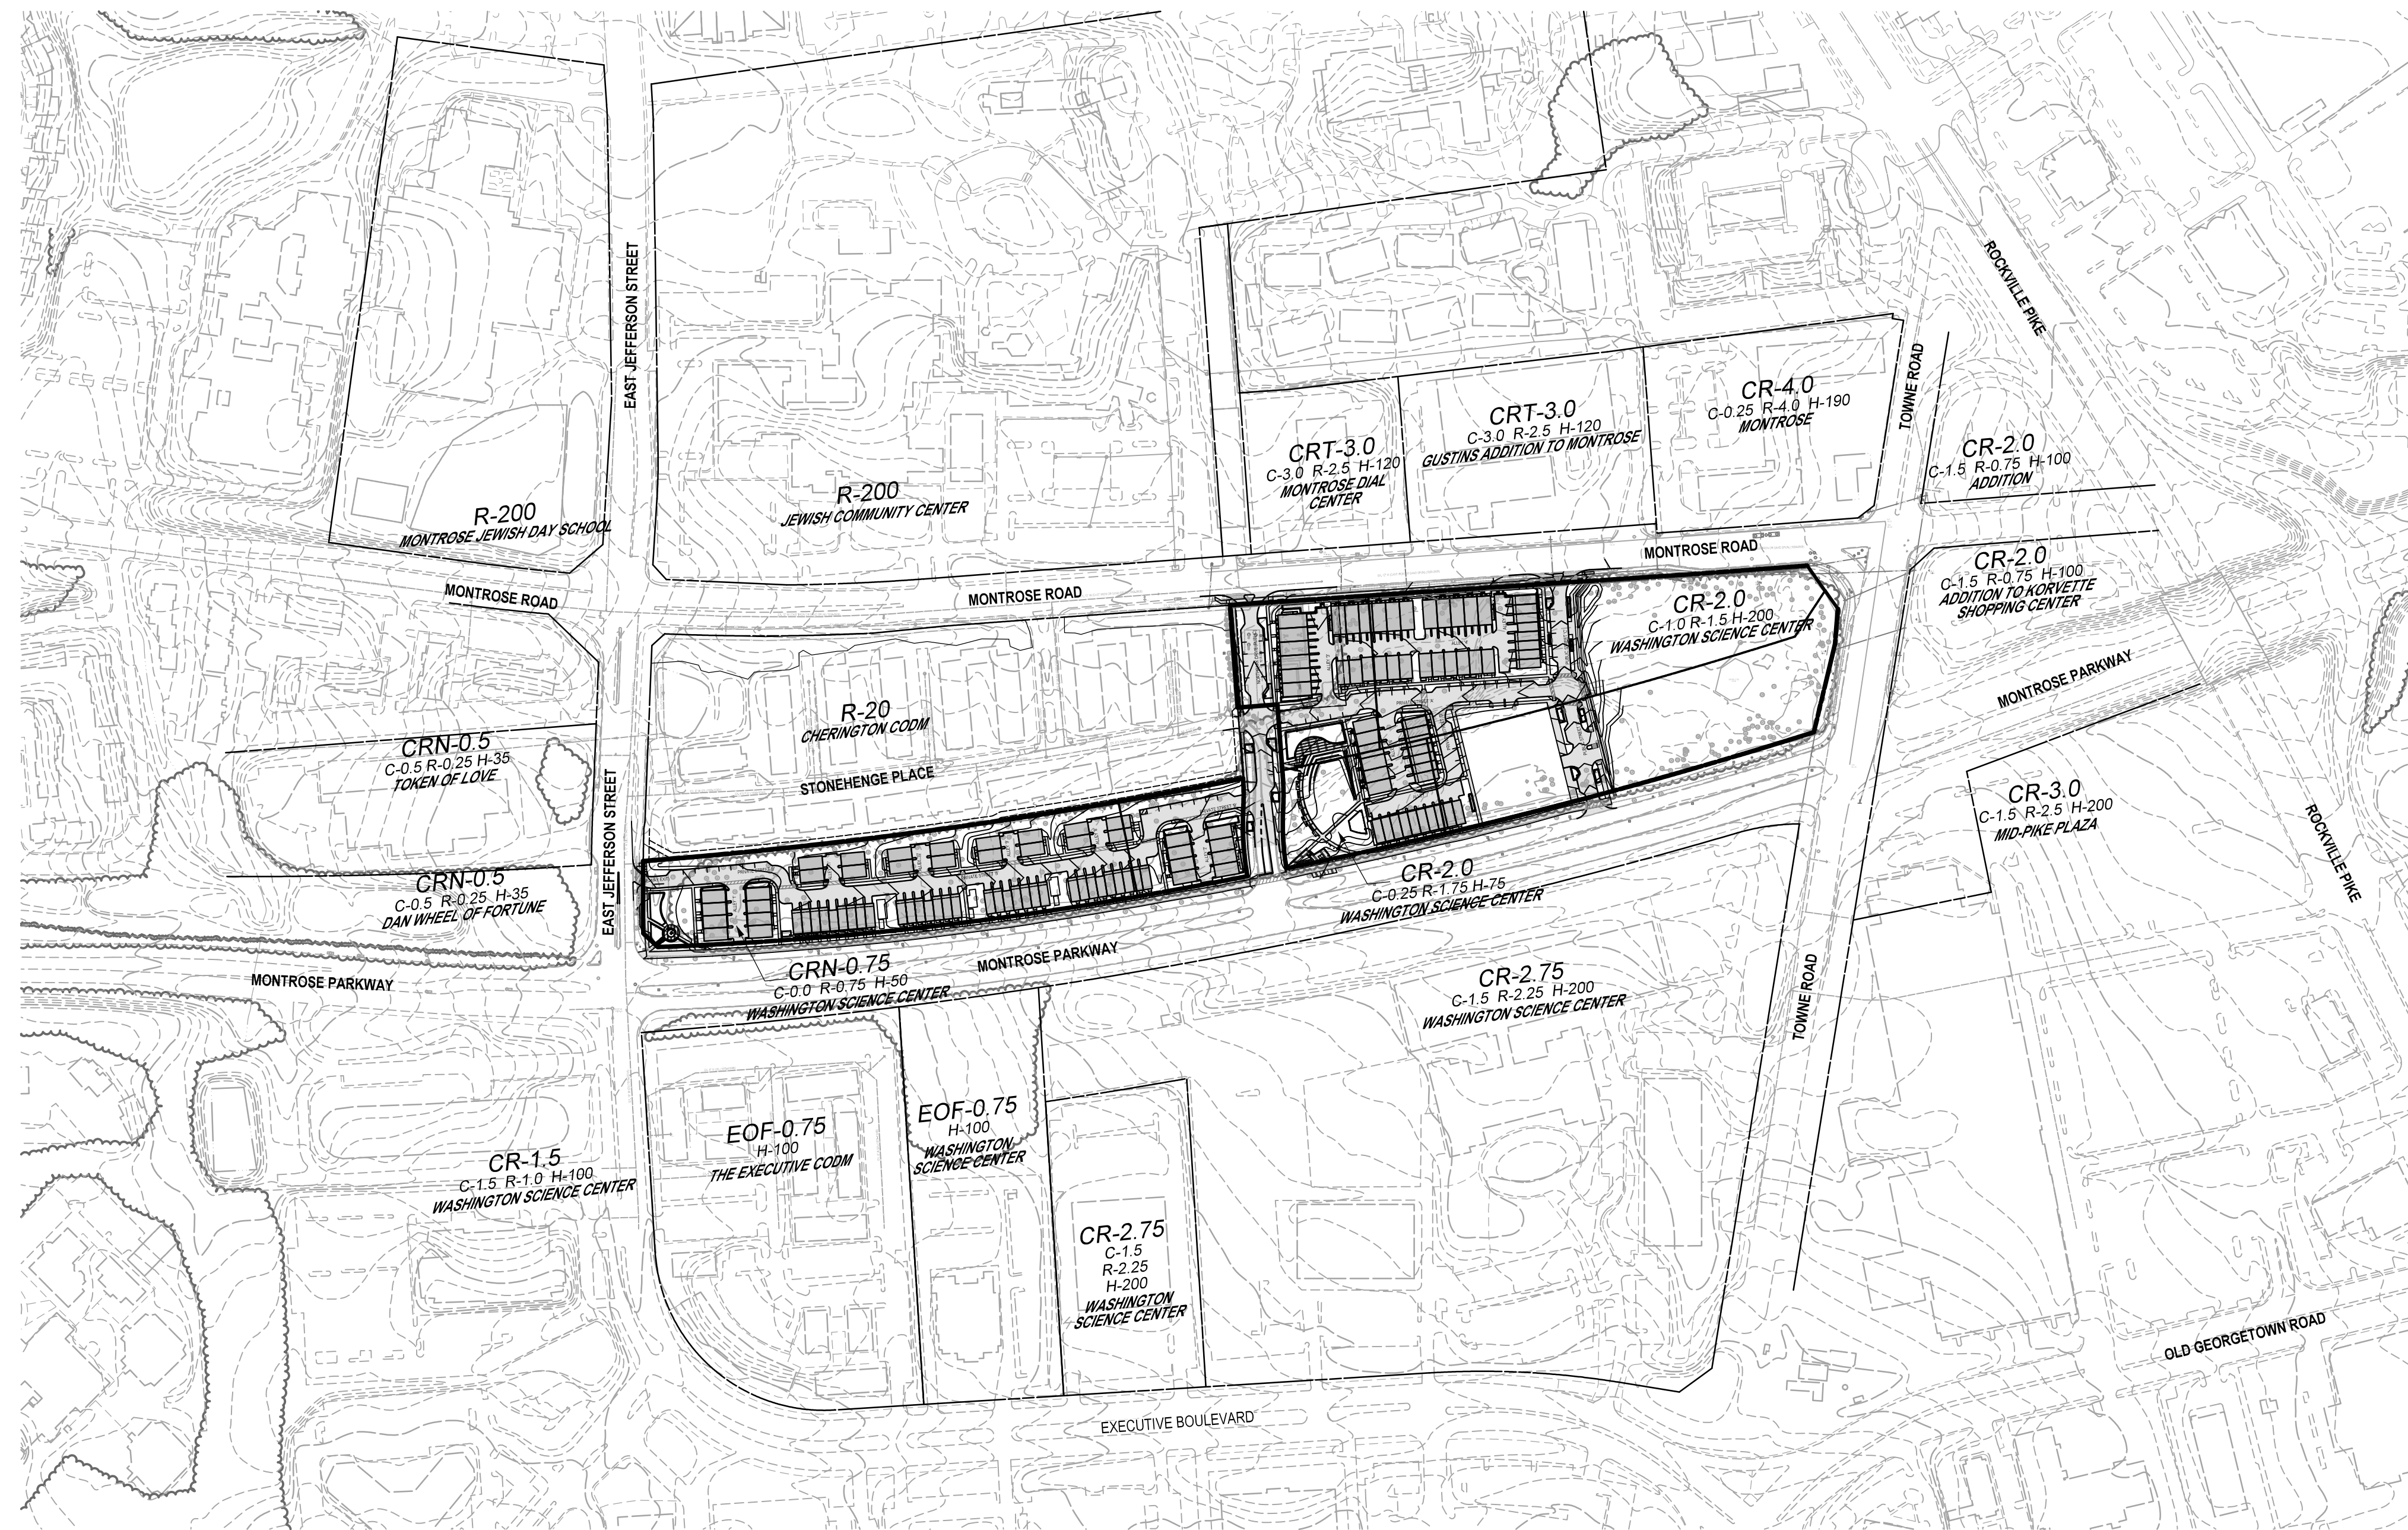 EAST JEFFERSON STREET
ROCKVILLE PIKE
TOWNE ROAD
CR-4.0
C-0.25 R-4.0 H-190
MONTROSE
CRT-3.0
C-3.0 R-2.5 H-120
GUSTINS ADDITION TO MONTROSE
CRT-3.0
C-3.0 R-2.5 H-120
MONTROSE DIAL
CENTER
CR-2.0
C-1.5 R-0.75 H-100
ADDITION
R-200
JEWISH COMMUNITY CENTER
R-200
MONTROSE JEWISH DAY SCHOOL
MONTROSE ROAD
MONTROSE ROAD
MONTROSE ROAD
CR-2.0
C-1.5 R-0.75 H-100
ADDITION TO KORVETTE
SHOPPING CENTER
CR-2.0
C-1.0 R-1.5 H-200
WASHINGTON SCIENCE CENTER
MONTROSE PARKWAY
R-20
CHERINGTON CODM
STONEHENGE PLACE
CRN-0.5
C-0.5 R-0.25 H-35
TOKEN OF LOVE
EAST JEFFERSON STREET
CR-3.0
C-1.5 R-2.5 H-200
MID-PIKE PLAZA
ROCKVILLE PIKE
CRN-0.5
C-0.5 R-0.25 H-35
DAN WHEEL OF FORTUNE
CR-2.0
C-0.25 R-1.75 H-75
WASHINGTON SCIENCE CENTER
MONTROSE PARKWAY
MONTROSE PARKWAY
CRN-0.75
C-0.0 R-0.75 H-50
WASHINGTON SCIENCE CENTER
CR-2.75
C-1.5 R-2.25 H-200
WASHINGTON SCIENCE CENTER
TOWNE ROAD
EOF-0.75
H-100
THE EXECUTIVE CODM
EOF-0.75
H-100
WASHINGTON
SCIENCE CENTER
CR-1.5
C-1.5 R-1.0 H-100
WASHINGTON SCIENCE CENTER
CR-2.75
C-1.5
R-2.25
H-200
WASHINGTON
SCIENCE CENTER
OLD GEORGETOWN ROAD
EXECUTIVE BOULEVARD